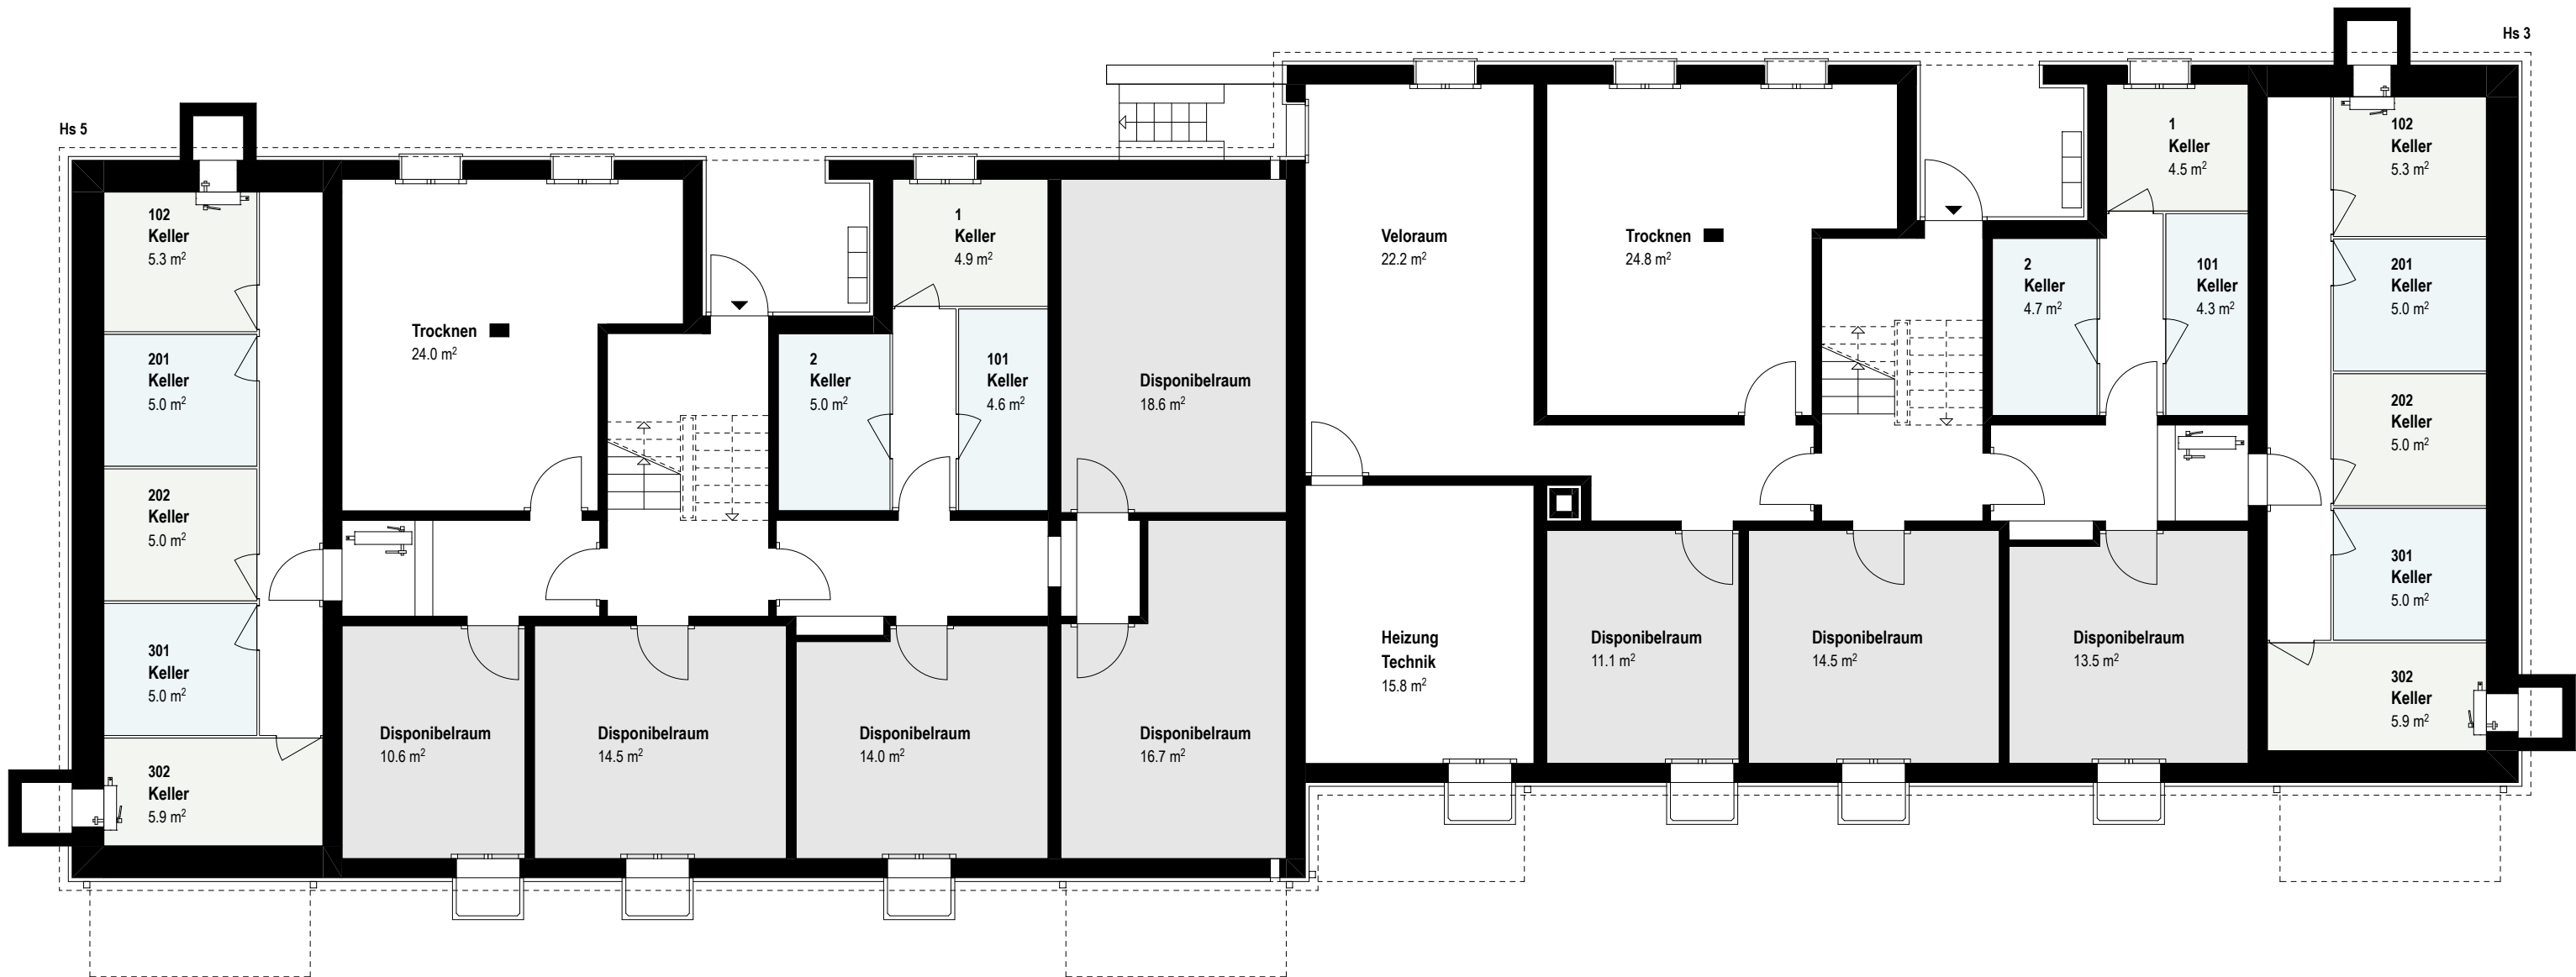 Hs 5
102
Keller
5.3 m²
201
Keller
5.0 m²
202
Keller
5.0 m²
301
Keller
5.0 m²
302
Keller
5.9 m²
Trocknen
24.0 m²
1
Keller
4.9 m²
2
Keller
5.0 m²
101
Keller
4.6 m²
Disponibelraum
18.6 m²
Disponibelraum
10.6 m²
Disponibelraum
14.5 m²
Disponibelraum
14.0 m²
Disponibelraum
16.7 m²
Hs 3
Veloraum
22.2 m²
Trocknen
24.8 m²
1
Keller
4.5 m²
2
Keller
4.7 m²
101
Keller
4.3 m²
102
Keller
5.3 m²
201
Keller
5.0 m²
202
Keller
5.0 m²
301
Keller
5.0 m²
302
Keller
5.9 m²
Heizung
Technik
15.8 m²
Disponibelraum
11.1 m²
Disponibelraum
14.5 m²
Disponibelraum
13.5 m²